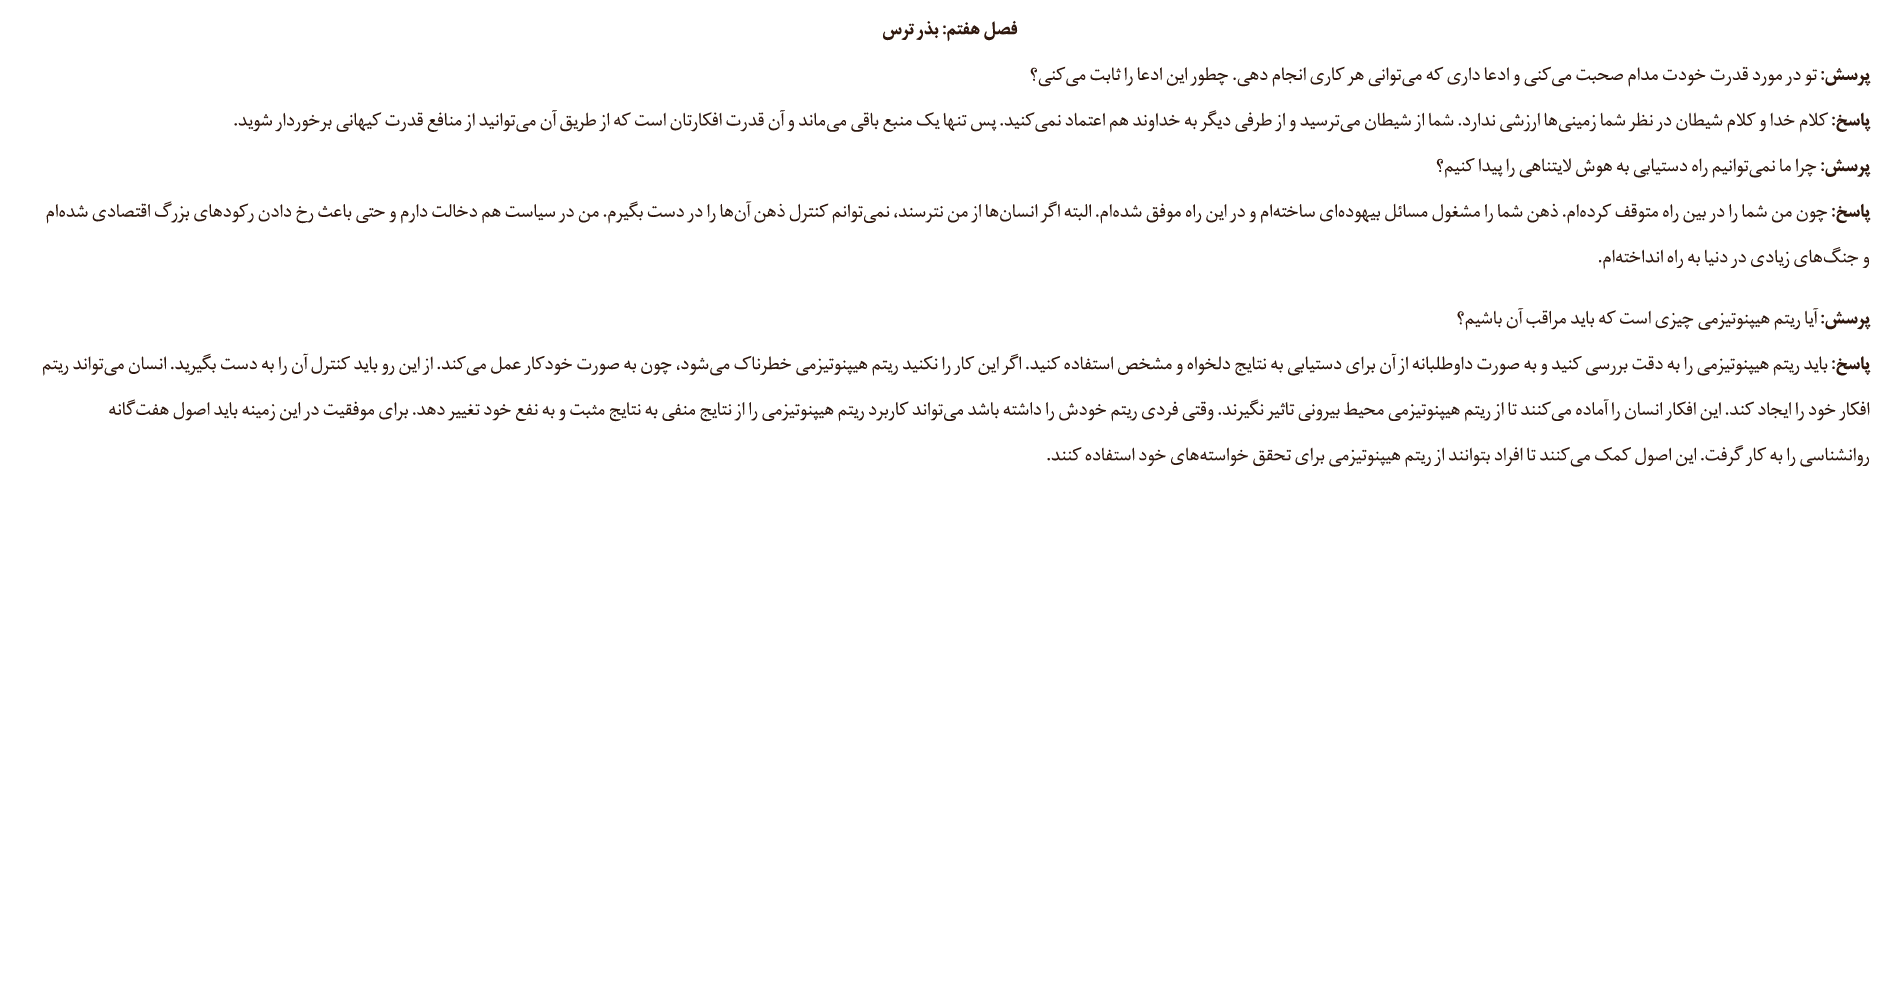 فصل هفتم: بذر ترس
پرسش: تو در مورد قدرت خودت مدام صحبت می‌کنی و ادعا داری که می‌توانی هر کاری انجام دهی. چطور این ادعا را ثابت می‌کنی؟
پاسخ: کلام خدا و کلام شیطان در نظر شما زمینی‌ها ارزشی ندارد. شما از شیطان می‌ترسید و از طرفی دیگر به خداوند هم اعتماد نمی‌کنید. پس تنها یک منبع باقی می‌ماند و آن قدرت افکارتان است که از طریق آن می‌توانید از منافع قدرت کیهانی برخوردار شوید.
پرسش: چرا ما نمی‌توانیم راه دستیابی به هوش لایتناهی را پیدا کنیم؟
پاسخ: چون من شما را در بین راه متوقف کرده‌ام. ذهن شما را مشغول مسائل بیهوده‌ای ساخته‌ام و در این راه موفق شده‌ام. البته اگر انسان‌ها از من نترسند، نمی‌توانم کنترل ذهن آن‌ها را در دست بگیرم. من در سیاست هم دخالت دارم و حتی باعث رخ دادن رکودهای بزرگ اقتصادی شده‌ام
و جنگ‌های زیادی در دنیا به راه انداخته‌ام.
پرسش: آیا ریتم هیپنوتیزمی چیزی است که باید مراقب آن باشیم؟
پاسخ: باید ریتم هیپنوتیزمی را به دقت بررسی کنید و به صورت داوطلبانه از آن برای دستیابی به نتایج دلخواه و مشخص استفاده کنید. اگر این کار را نکنید ریتم هیپنوتیزمی خطرناک می‌شود، چون به صورت خودکار عمل می‌کند. از این رو باید کنترل آن را به دست بگیرید. انسان می‌تواند ریتم
افکار خود را ایجاد کند. این افکار انسان را آماده می‌کنند تا از ریتم هیپنوتیزمی محیط بیرونی تاثیر نگیرند. وقتی فردی ریتم خودش را داشته باشد می‌تواند کاربرد ریتم هیپنوتیزمی را از نتایج منفی به نتایج مثبت و به نفع خود تغییر دهد. برای موفقیت در این زمینه باید اصول هفت‌گانه
روانشناسی را به کار گرفت. این اصول کمک می‌کنند تا افراد بتوانند از ریتم هیپنوتیزمی برای تحقق خواسته‌های خود استفاده کنند.